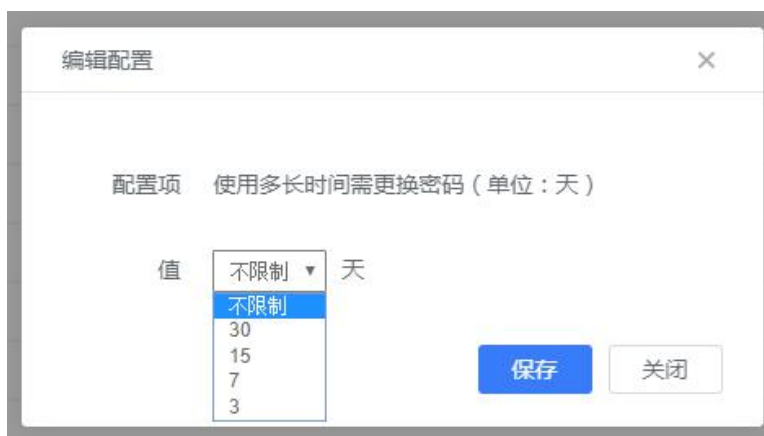 编辑配置 ×
配置项 使用多长时间需更换密码（单位：天）
值 不限制 ▼ 天
不限制
30
15
7
3
保存 关闭